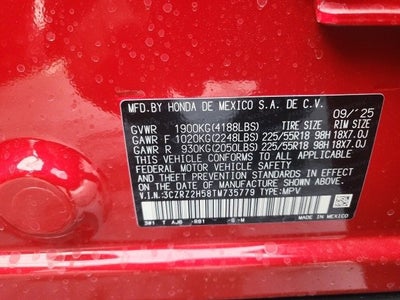 MFD.BY HONDA DE MEXICO S.A. DE C.V.
09/'25
GVWR 1900KG(4188LBS) TIRE SIZE RIM SIZE
GAWR F 1020KG(2248LBS) 225/55R18 98H 18X7.0J
GAWR R 930KG(2050LBS) 225/55R18 98H 18X7.0J
THIS VEHICLE CONFORMS TO ALL APPLICABLE
FEDERAL MOTOR VEHICLE SAFETY, BUMPER,
AND THEFT PREVENTION STANDARDS IN EFFECT ON
THE DATE OF MANUFACTURE SHOWN ABOVE.
V.I.N.:3CZRZ2H58TM735779 TYPE:MPV